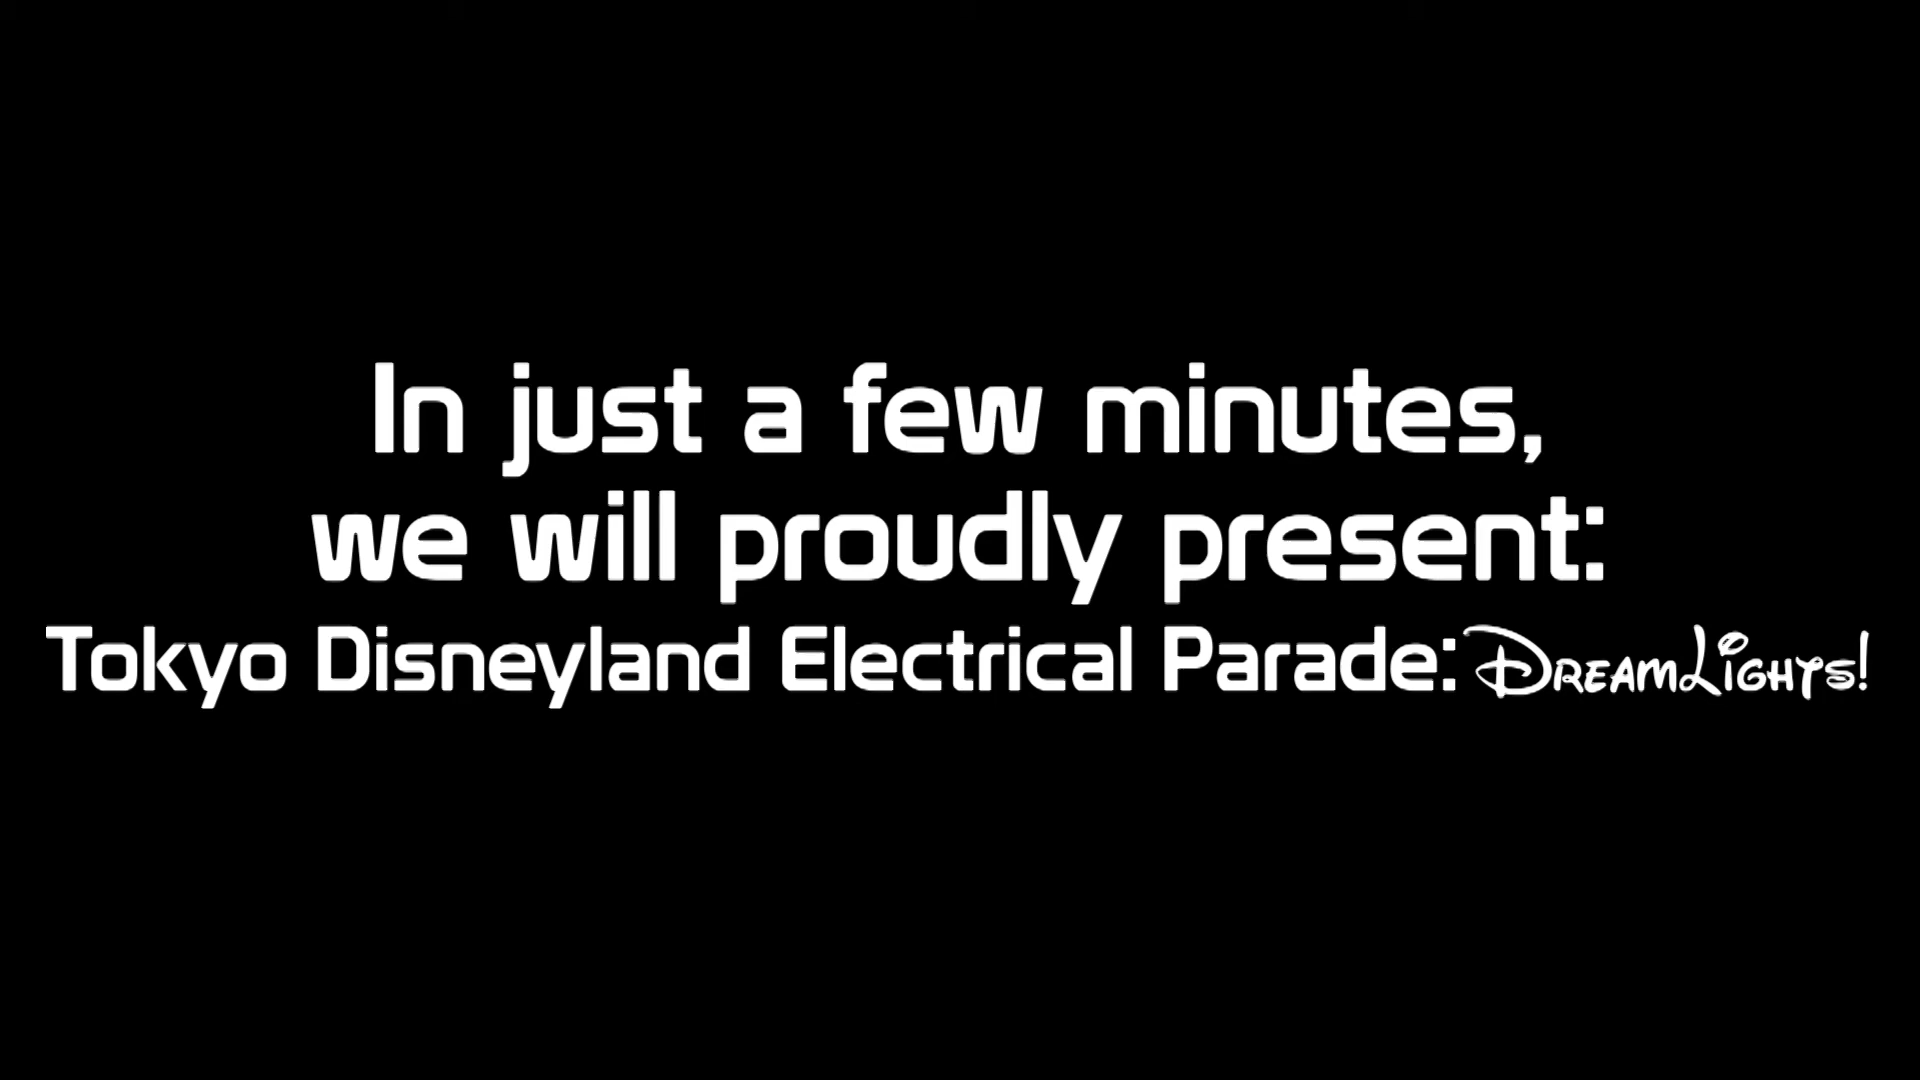 In just a few minutes,
we will proudly present:
Tokyo Disneyland Electrical Parade: DreamLights!